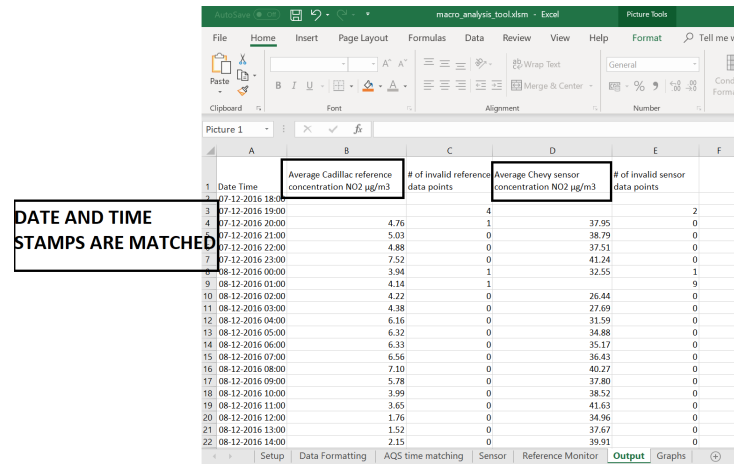 AutoSave Off macro_analysis_tool.xlsm - Excel Picture Tools
File Home Insert Page Layout Formulas Data Review View Help Format Tell me w
Paste
B I U A A A
Wrap Text
Merge & Center
General
% 9 .00
Cond
Forma
Clipboard Font Alignment Number
Picture 1 fx
A B C D E F
1 Date Time Average Cadillac reference concentration NO2 µg/m3 # of invalid reference data points Average Chevy sensor concentration NO2 µg/m3 # of invalid sensor data points
2 07-12-2016 18:00
3 07-12-2016 19:00 4 2
4 07-12-2016 20:00 4.76 1 37.95 0
07-12-2016 21:00 5.03 0 38.79 0
07-12-2016 22:00 4.88 0 37.51 0
07-12-2016 23:00 7.52 0 41.24 0
8 08-12-2016 00:00 3.94 1 32.55 1
9 08-12-2016 01:00 4.14 1 9
10 08-12-2016 02:00 4.22 0 26.44 0
11 08-12-2016 03:00 4.38 0 27.69 0
12 08-12-2016 04:00 6.16 0 31.59 0
13 08-12-2016 05:00 6.32 0 34.88 0
14 08-12-2016 06:00 6.33 0 35.17 0
15 08-12-2016 07:00 6.56 0 36.43 0
16 08-12-2016 08:00 7.10 0 40.27 0
17 08-12-2016 09:00 5.78 0 37.80 0
18 08-12-2016 10:00 3.99 0 38.52 0
19 08-12-2016 11:00 3.65 0 41.63 0
20 08-12-2016 12:00 1.76 0 34.96 0
21 08-12-2016 13:00 1.52 0 37.67 0
22 08-12-2016 14:00 2.15 0 39.91 0
DATE AND TIME
STAMPS ARE MATCHED
Setup Data Formatting AQS time matching Sensor Reference Monitor Output Graphs